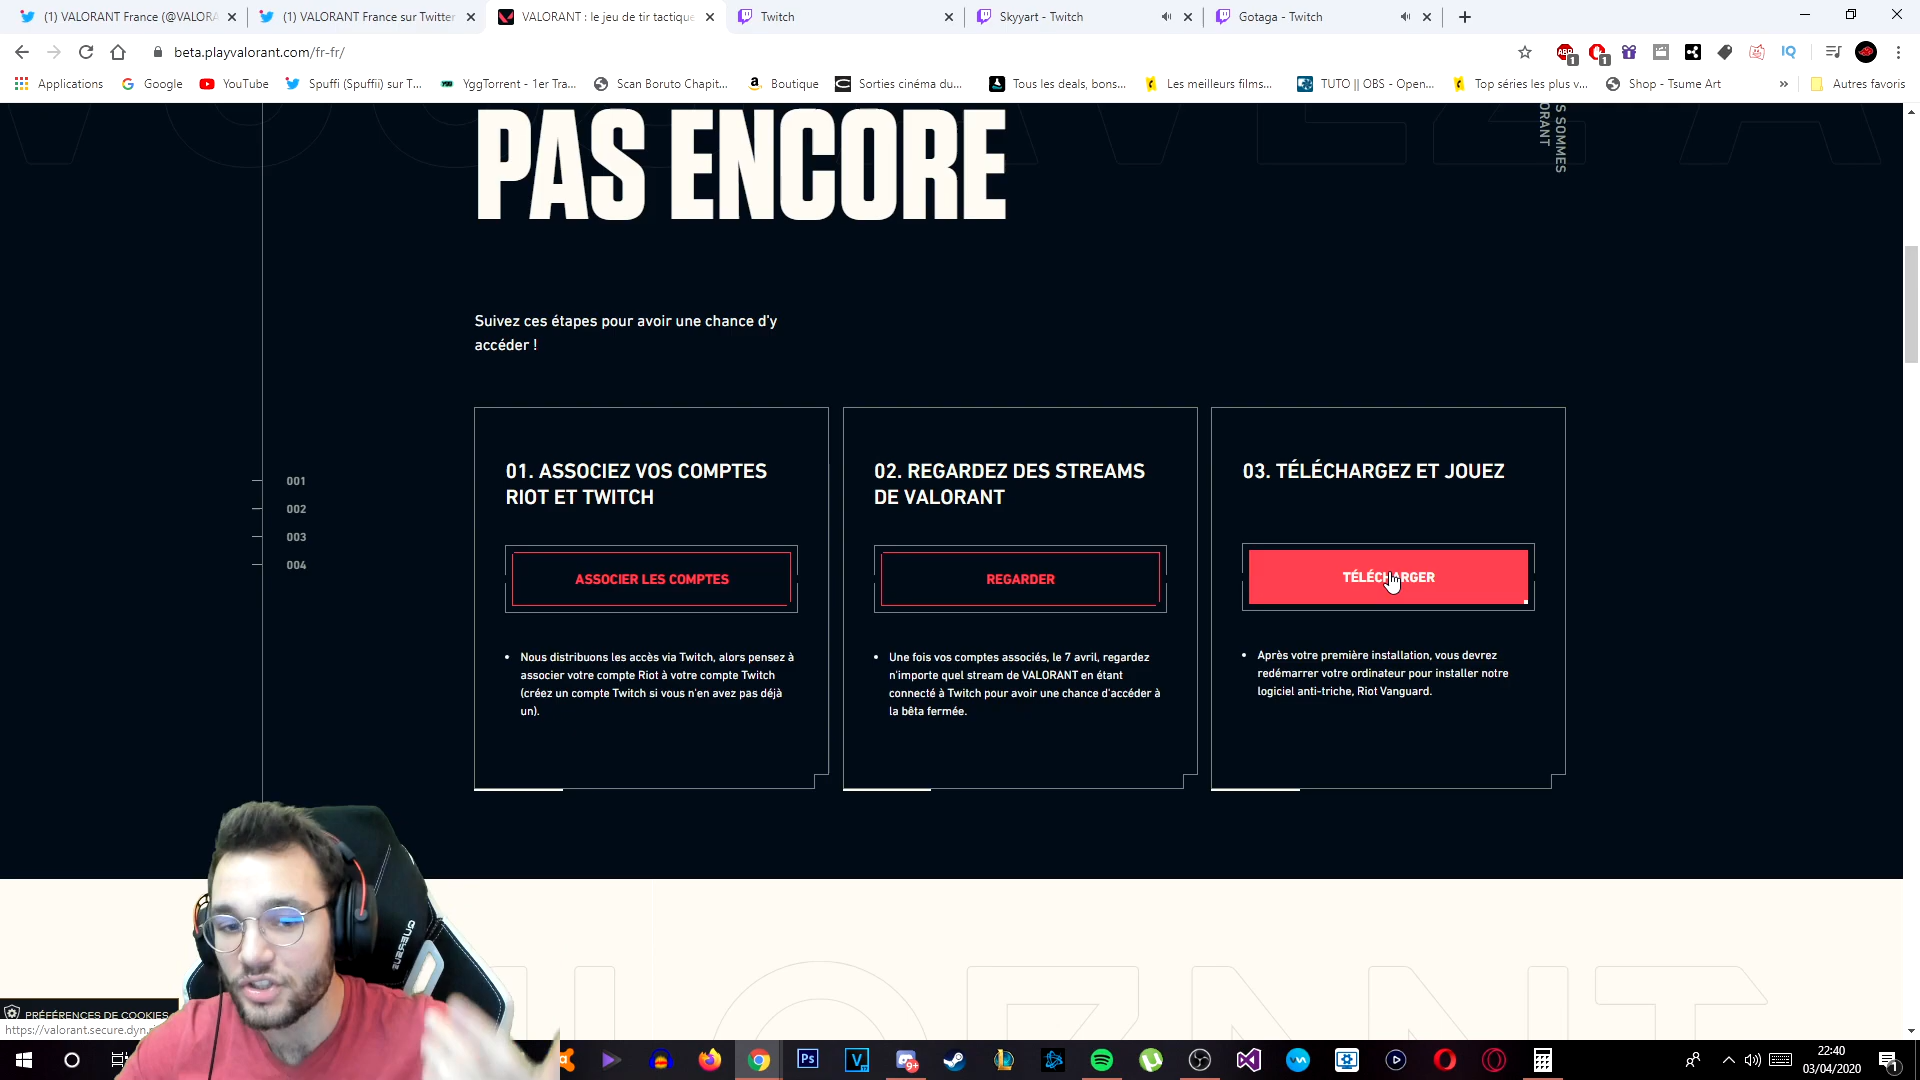 (1) VALORANT France (@VALORA
(1) VALORANT France sur Twitter
VALORANT : le jeu de tir tactique
Twitch
Skyyart - Twitch
Gotaga - Twitch
beta.playvalorant.com/fr-fr/
Applications
Google
YouTube
Spuffi (Spuffii) sur T...
YggTorrent - 1er Tra...
Scan Boruto Chapit...
Boutique
Sorties cinéma du...
Tous les deals, bons...
Les meilleurs films...
TUTO || OBS - Open...
Top séries les plus v...
Shop - Tsume Art
»
Autres favoris
PAS ENCORE
S SOMMES
ORANT
Suivez ces étapes pour avoir une chance d'y
accéder !
001
002
003
004
01. ASSOCIEZ VOS COMPTES
RIOT ET TWITCH
ASSOCIER LES COMPTES
• Nous distribuons les accès via Twitch, alors pensez à
associer votre compte Riot à votre compte Twitch
(créez un compte Twitch si vous n'en avez pas déjà
un).
02. REGARDEZ DES STREAMS
DE VALORANT
REGARDER
• Une fois vos comptes associés, le 7 avril, regardez
n'importe quel stream de VALORANT en étant
connecté à Twitch pour avoir une chance d'accéder à
la bêta fermée.
03. TÉLÉCHARGEZ ET JOUEZ
TÉLÉCHARGER
• Après votre première installation, vous devrez
redémarrer votre ordinateur pour installer notre
logiciel anti-triche, Riot Vanguard.
PRÉFÉRENCES DE COOKIES
https://valorant.secure.dyn.
QUERSUS
22:40
03/04/2020